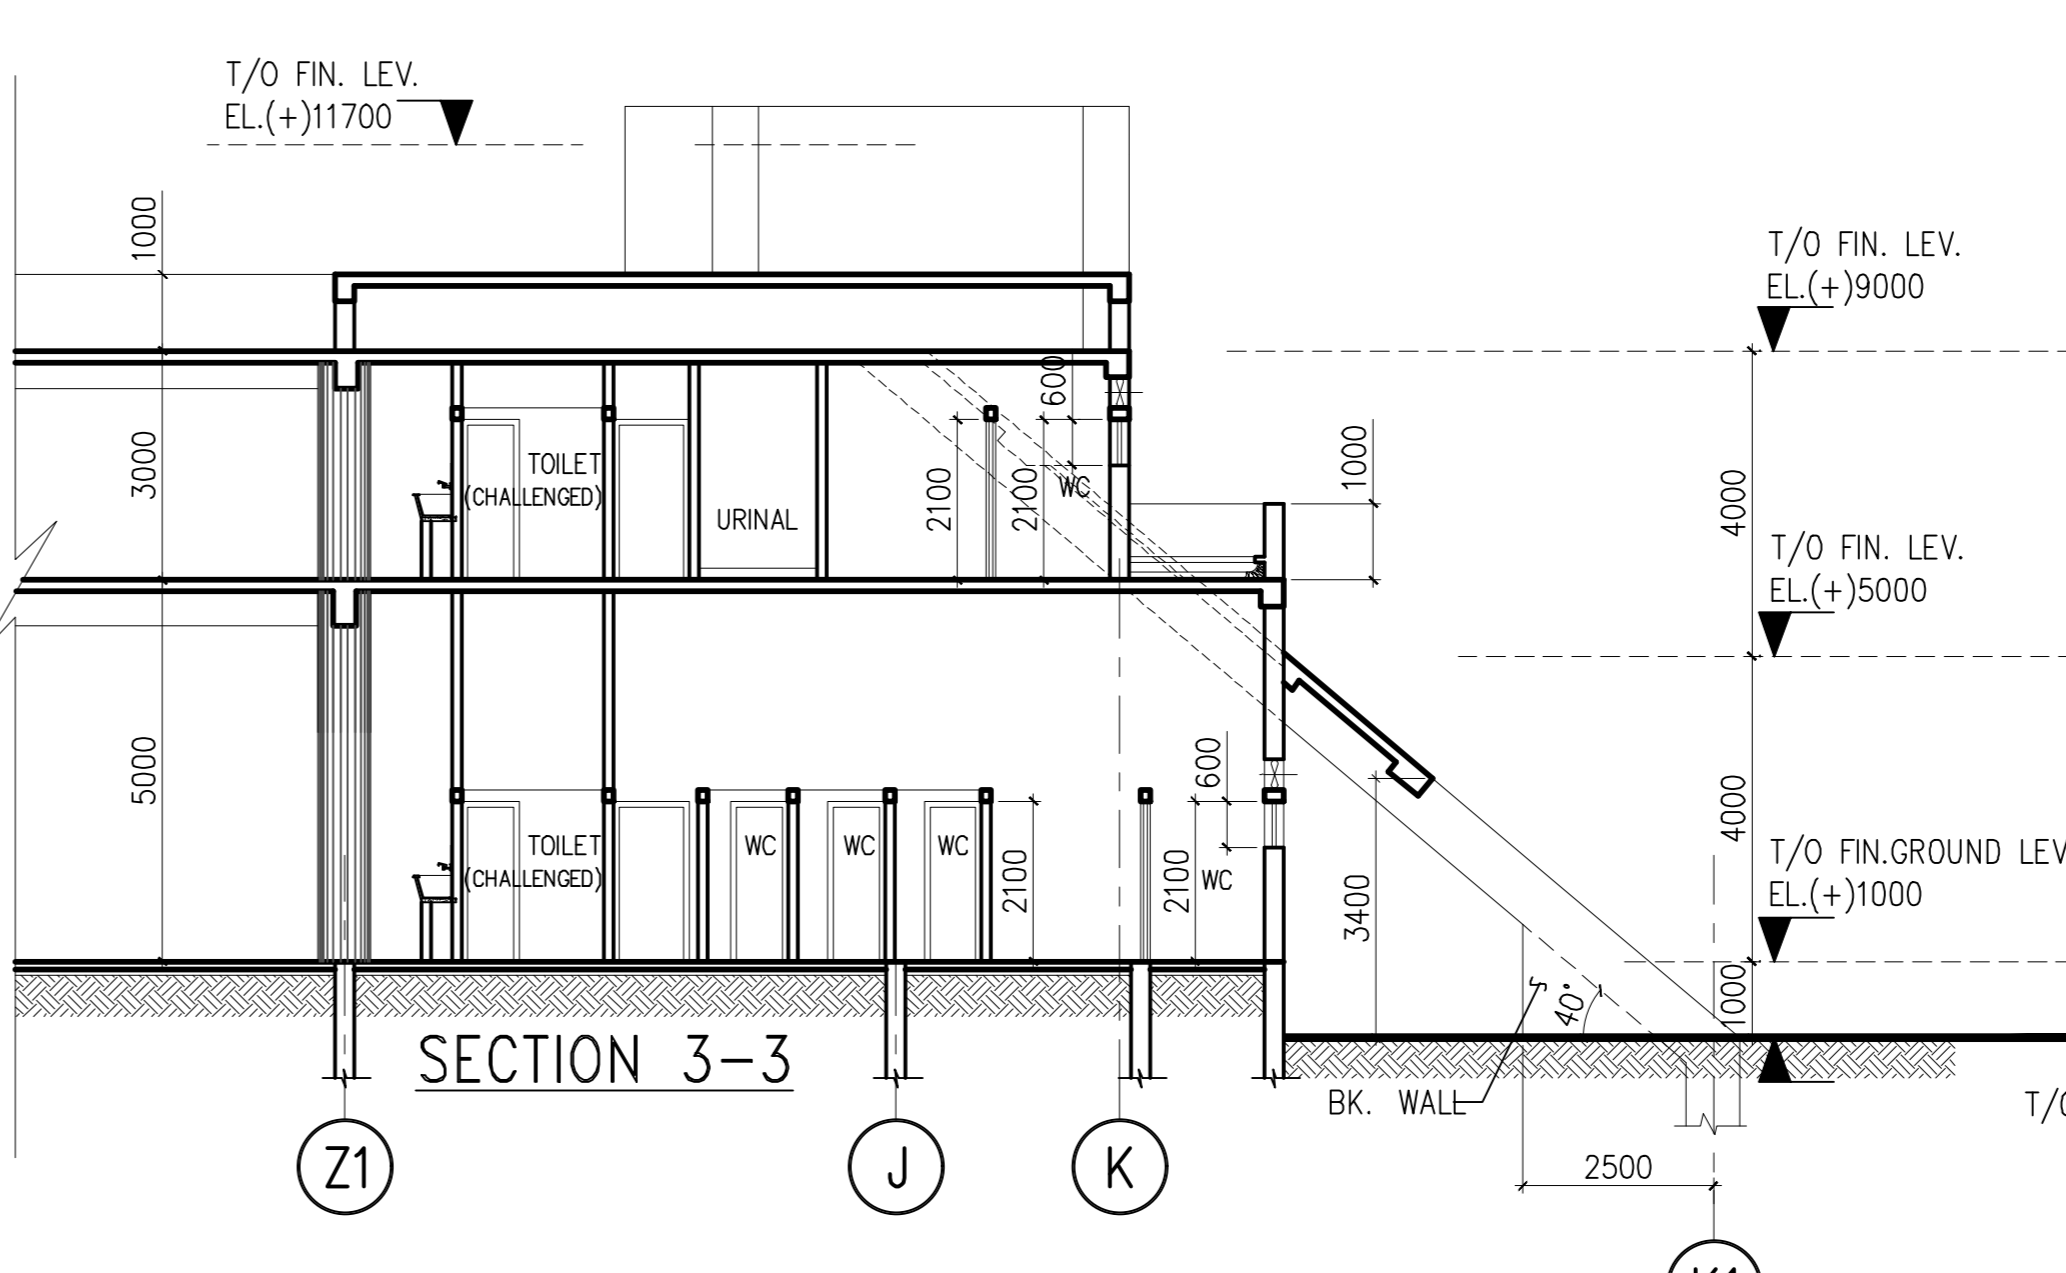 T/O FIN. LEV.
EL.(+)11700
1000
T/O FIN. LEV.
EL.(+)9000
600
3000
TOILET
(CHALLENGED)
URINAL
2100
2100
WC
1000
4000
T/O FIN. LEV.
EL.(+)5000
5000
600
4000
TOILET
(CHALLENGED)
WC
WC
WC
2100
2100
WC
3400
T/O FIN.GROUND LEV
EL.(+)1000
1000
40°
SECTION 3-3
BK. WALL
T/O
Z1
J
K
2500